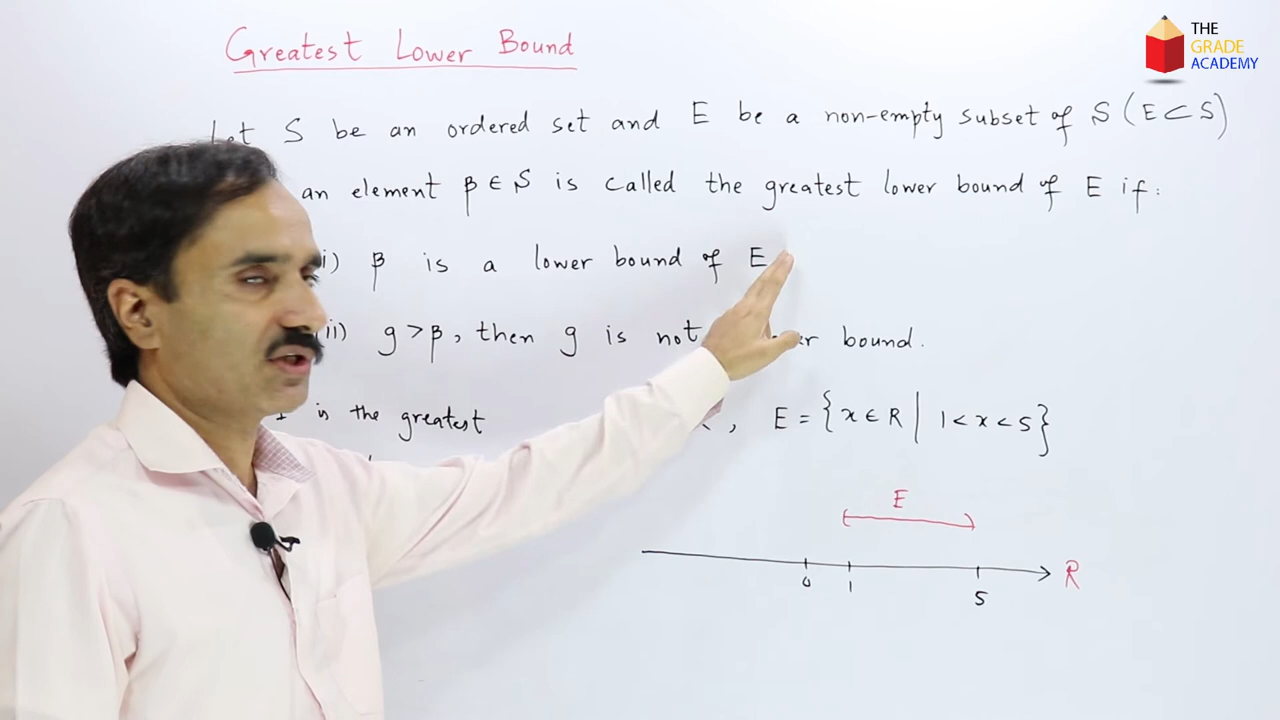 Greatest Lower Bound
THE
GRADE
ACADEMY
Let S be an ordered set and E be a non-empty subset of S (E ⊂ S)
an element β ∈ S is called the greatest lower bound of E if:
i) β is a lower bound of E
ii) g > β, then g is not lower bound.
is the greatest
, E = {x ∈ R | 1 < x < 5}
E
0 1 5 R